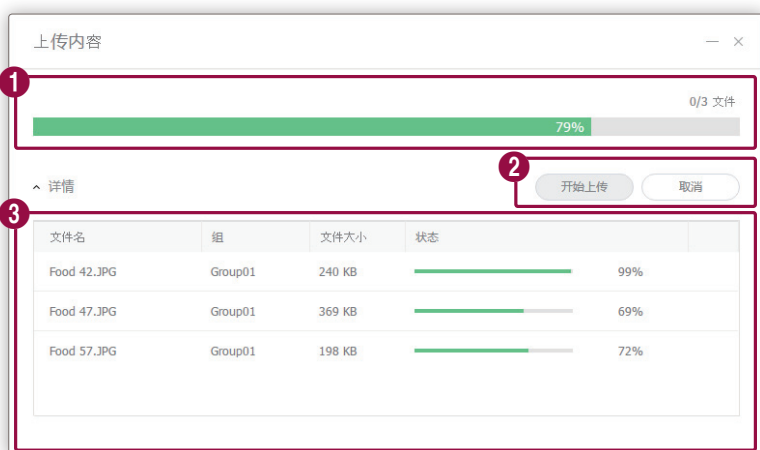 上传内容
1
0/3 文件
79%
2
详情
开始上传 取消
3
文件名 组 文件大小 状态
Food 42.JPG Group01 240 KB 99%
Food 47.JPG Group01 369 KB 69%
Food 57.JPG Group01 198 KB 72%